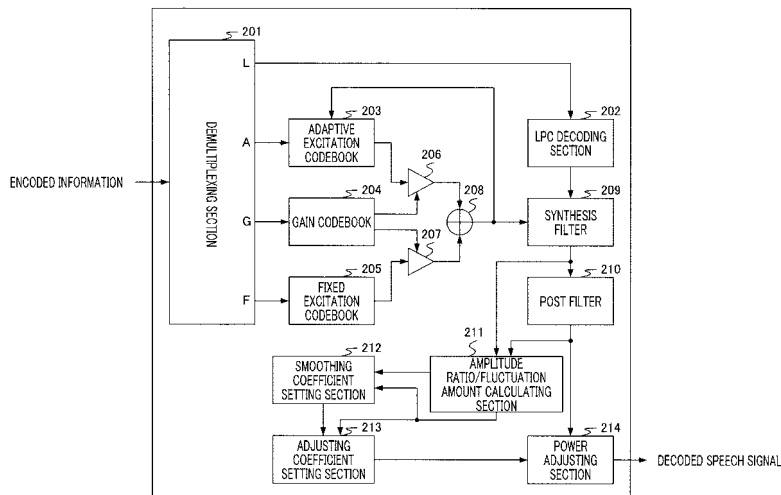 201
L
203
202
ADAPTIVE
EXCITATION
CODEBOOK
A
206
LPC DECODING
SECTION
ENCODED INFORMATION
DEMULTIPLEXING SECTION
204
208
209
G
GAIN CODEBOOK
207
SYNTHESIS
FILTER
205
210
F
FIXED
EXCITATION
CODEBOOK
POST FILTER
211
212
SMOOTHING
COEFFICIENT
SETTING SECTION
AMPLITUDE
RATIO/FLUCTUATION
AMOUNT CALCULATING
SECTION
213
214
ADJUSTING
COEFFICIENT
SETTING SECTION
POWER
ADJUSTING
SECTION
DECODED SPEECH SIGNAL